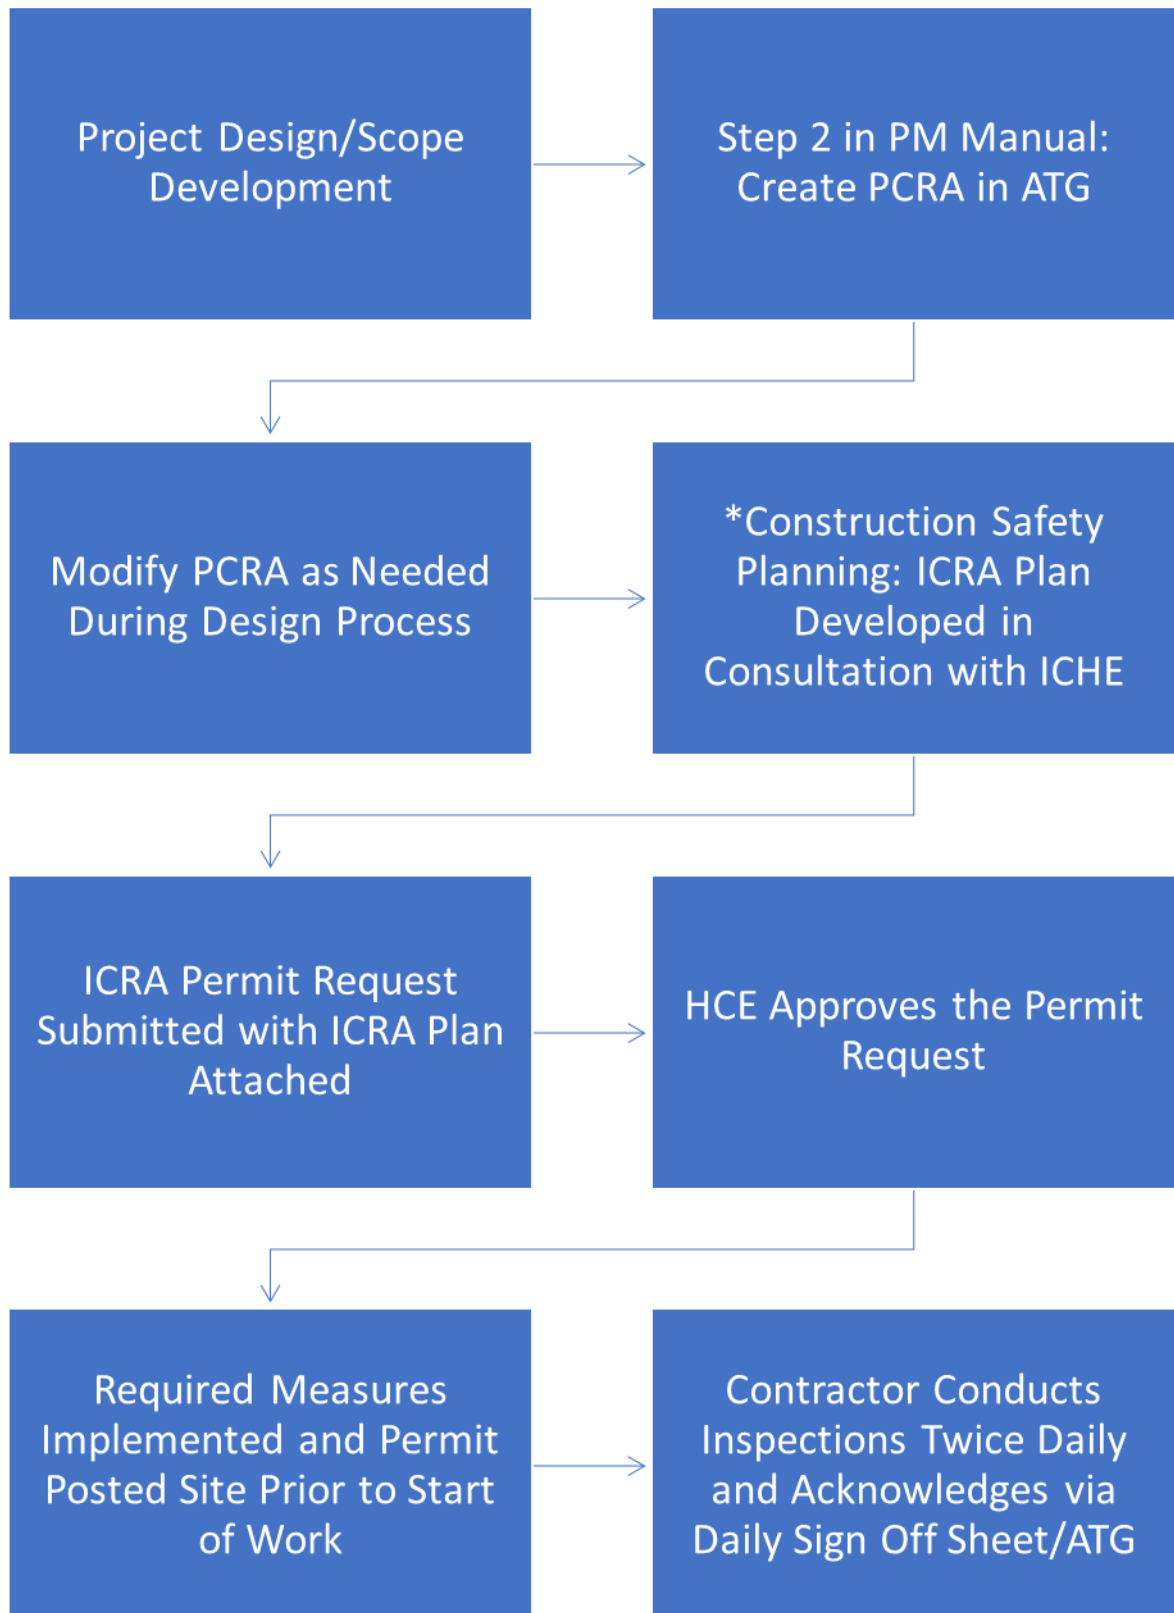 Project Design/Scope
Development
Step 2 in PM Manual:
Create PCRA in ATG
Modify PCRA as Needed
During Design Process
*Construction Safety
Planning: ICRA Plan
Developed in
Consultation with ICHE
ICRA Permit Request
Submitted with ICRA Plan
Attached
HCE Approves the Permit
Request
Required Measures
Implemented and Permit
Posted Site Prior to Start
of Work
Contractor Conducts
Inspections Twice Daily
and Acknowledges via
Daily Sign Off Sheet/ATG